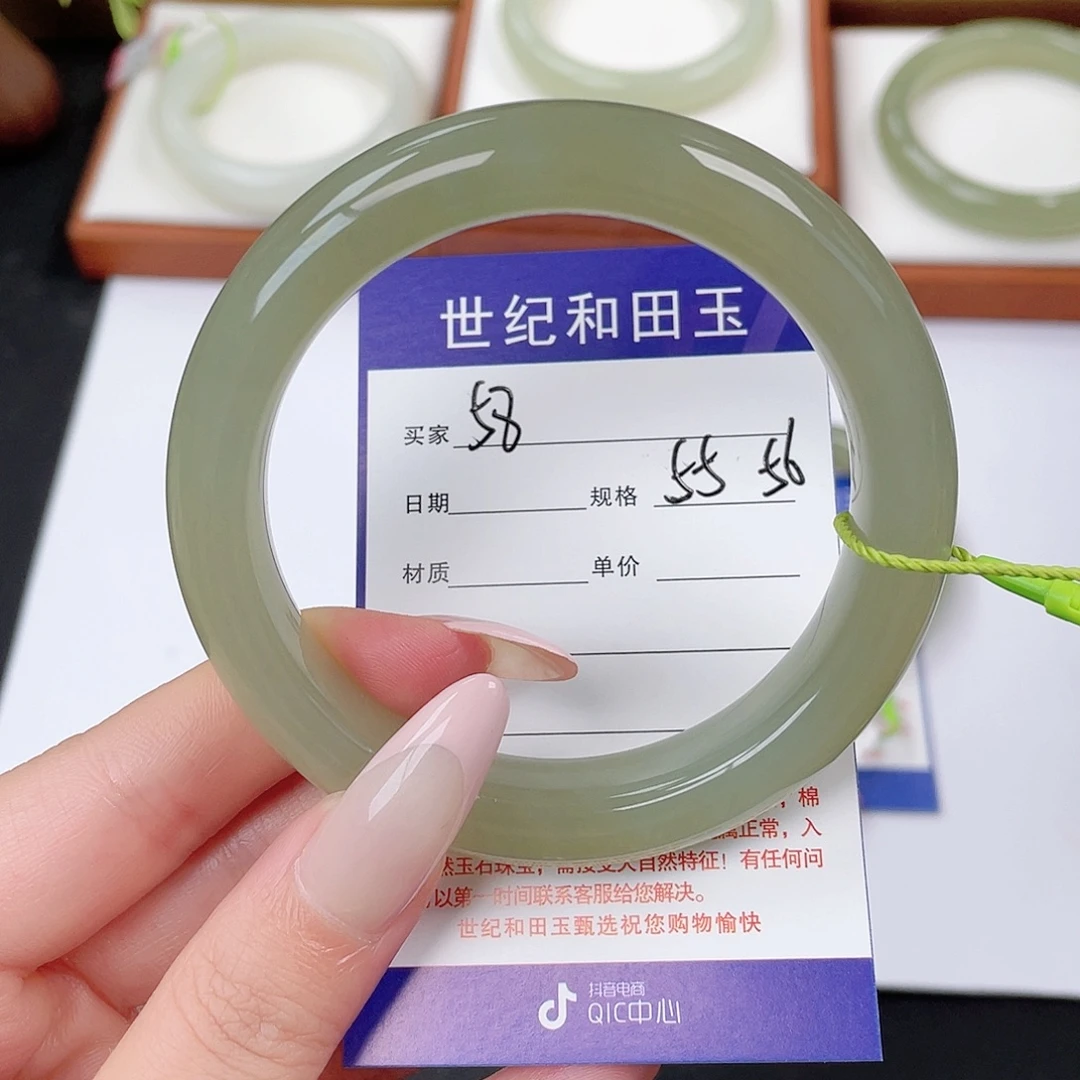 世纪和田玉
买家 58
日期 规格 55 56
材质 单价
，棉
正常，入
然玉石珠宝，需接受大自然特征！有任何问
以第一时间联系客服给您解决。
世纪和田玉甄选祝您购物愉快
抖音电商
QIC中心